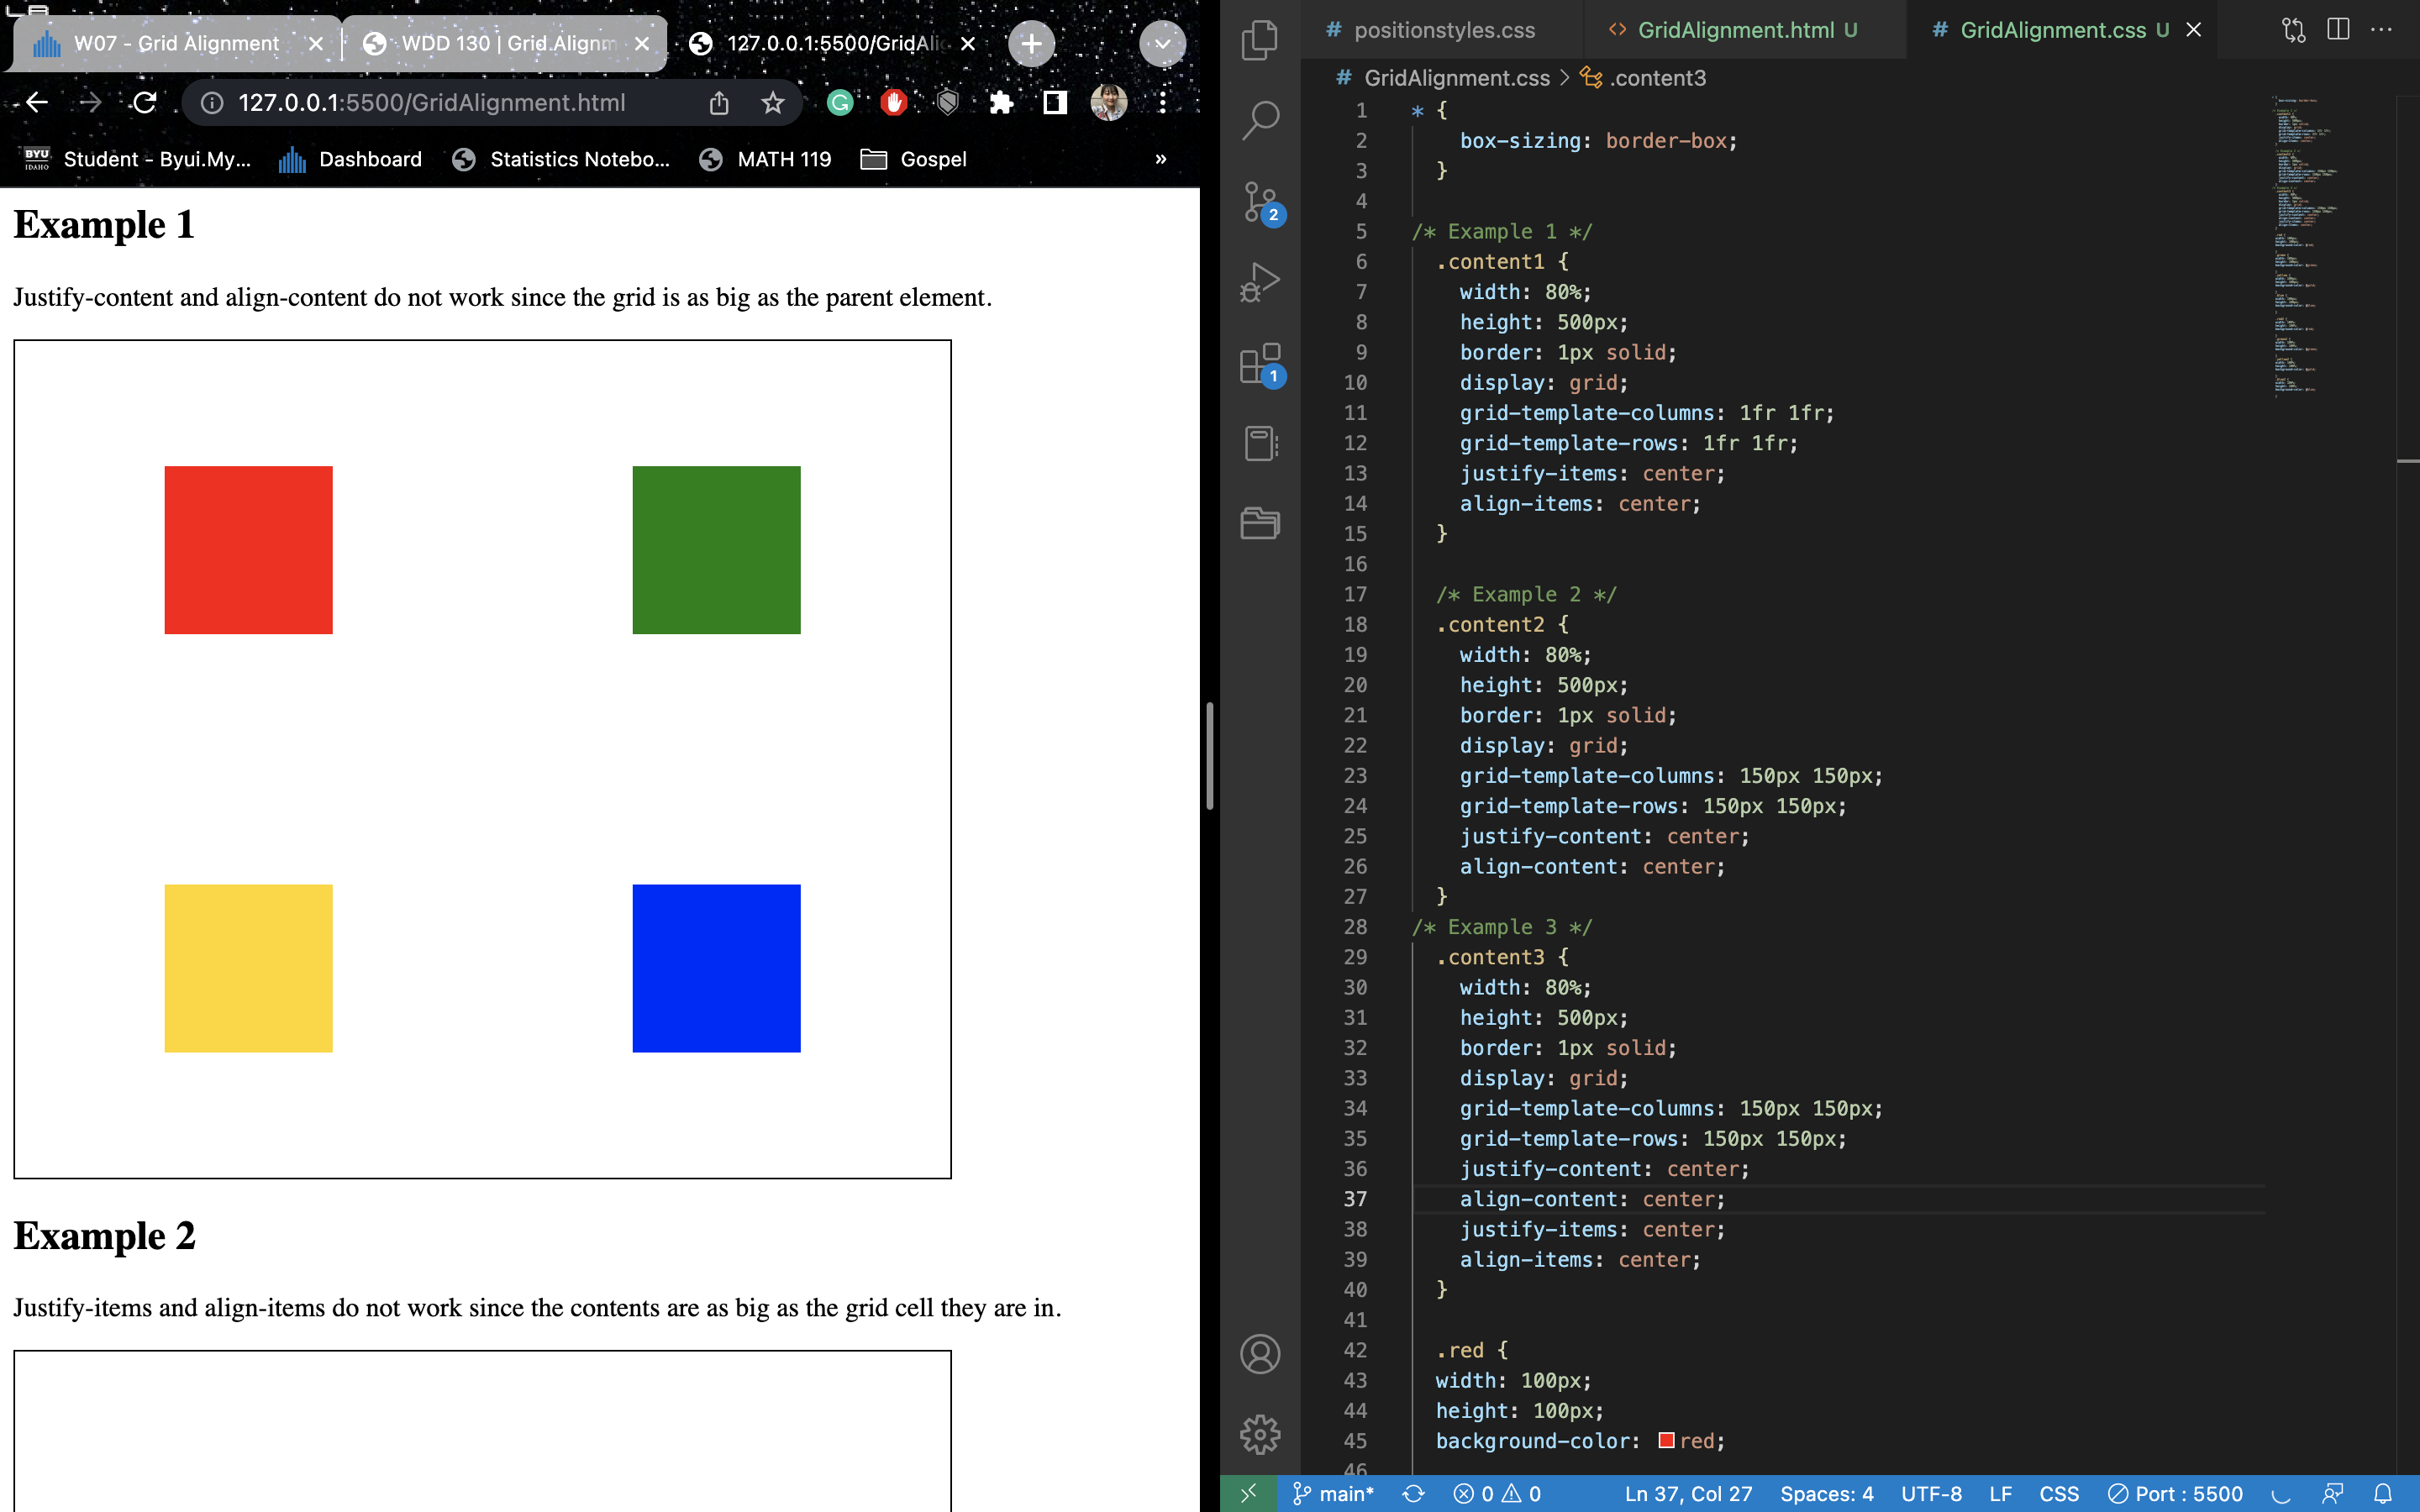 W07 - Grid Alignment
WDD 130 | Grid Alignm
127.0.0.1:5500/GridAli
127.0.0.1:5500/GridAlignment.html
BYU IDAHO
Student - Byui.My...
Dashboard
Statistics Notebo...
MATH 119
Gospel
»
Example 1
Justify-content and align-content do not work since the grid is as big as the parent element.
Example 2
Justify-items and align-items do not work since the contents are as big as the grid cell they are in.
# positionstyles.css
<> GridAlignment.html U
# GridAlignment.css U
# GridAlignment.css > .content3
2
1
1 * {
2 box-sizing: border-box;
3 }
4
5 /* Example 1 */
6 .content1 {
7 width: 80%;
8 height: 500px;
9 border: 1px solid;
10 display: grid;
11 grid-template-columns: 1fr 1fr;
12 grid-template-rows: 1fr 1fr;
13 justify-items: center;
14 align-items: center;
15 }
16
17 /* Example 2 */
18 .content2 {
19 width: 80%;
20 height: 500px;
21 border: 1px solid;
22 display: grid;
23 grid-template-columns: 150px 150px;
24 grid-template-rows: 150px 150px;
25 justify-content: center;
26 align-content: center;
27 }
28 /* Example 3 */
29 .content3 {
30 width: 80%;
31 height: 500px;
32 border: 1px solid;
33 display: grid;
34 grid-template-columns: 150px 150px;
35 grid-template-rows: 150px 150px;
36 justify-content: center;
37 align-content: center;
38 justify-items: center;
39 align-items: center;
40 }
41
42 .red {
43 width: 100px;
44 height: 100px;
45 background-color: red;
46
main*
0
0
Ln 37, Col 27
Spaces: 4
UTF-8
LF
CSS
Port : 5500